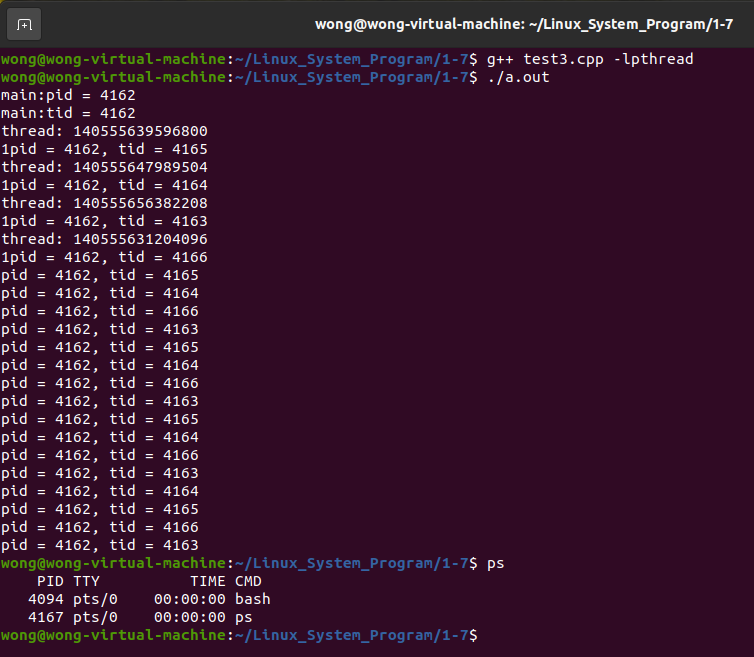 wong@wong-virtual-machine: ~/Linux_System_Program/1-7
wong@wong-virtual-machine:~/Linux_System_Program/1-7$ g++ test3.cpp -lpthread
wong@wong-virtual-machine:~/Linux_System_Program/1-7$ ./a.out
main:pid = 4162
main:tid = 4162
thread: 140555639596800
1pid = 4162, tid = 4165
thread: 140555647989504
1pid = 4162, tid = 4164
thread: 140555656382208
1pid = 4162, tid = 4163
thread: 140555631204096
1pid = 4162, tid = 4166
pid = 4162, tid = 4165
pid = 4162, tid = 4164
pid = 4162, tid = 4166
pid = 4162, tid = 4163
pid = 4162, tid = 4165
pid = 4162, tid = 4164
pid = 4162, tid = 4166
pid = 4162, tid = 4163
pid = 4162, tid = 4165
pid = 4162, tid = 4164
pid = 4162, tid = 4166
pid = 4162, tid = 4163
pid = 4162, tid = 4164
pid = 4162, tid = 4165
pid = 4162, tid = 4166
pid = 4162, tid = 4163
wong@wong-virtual-machine:~/Linux_System_Program/1-7$ ps
    PID TTY          TIME CMD
   4094 pts/0    00:00:00 bash
   4167 pts/0    00:00:00 ps
wong@wong-virtual-machine:~/Linux_System_Program/1-7$